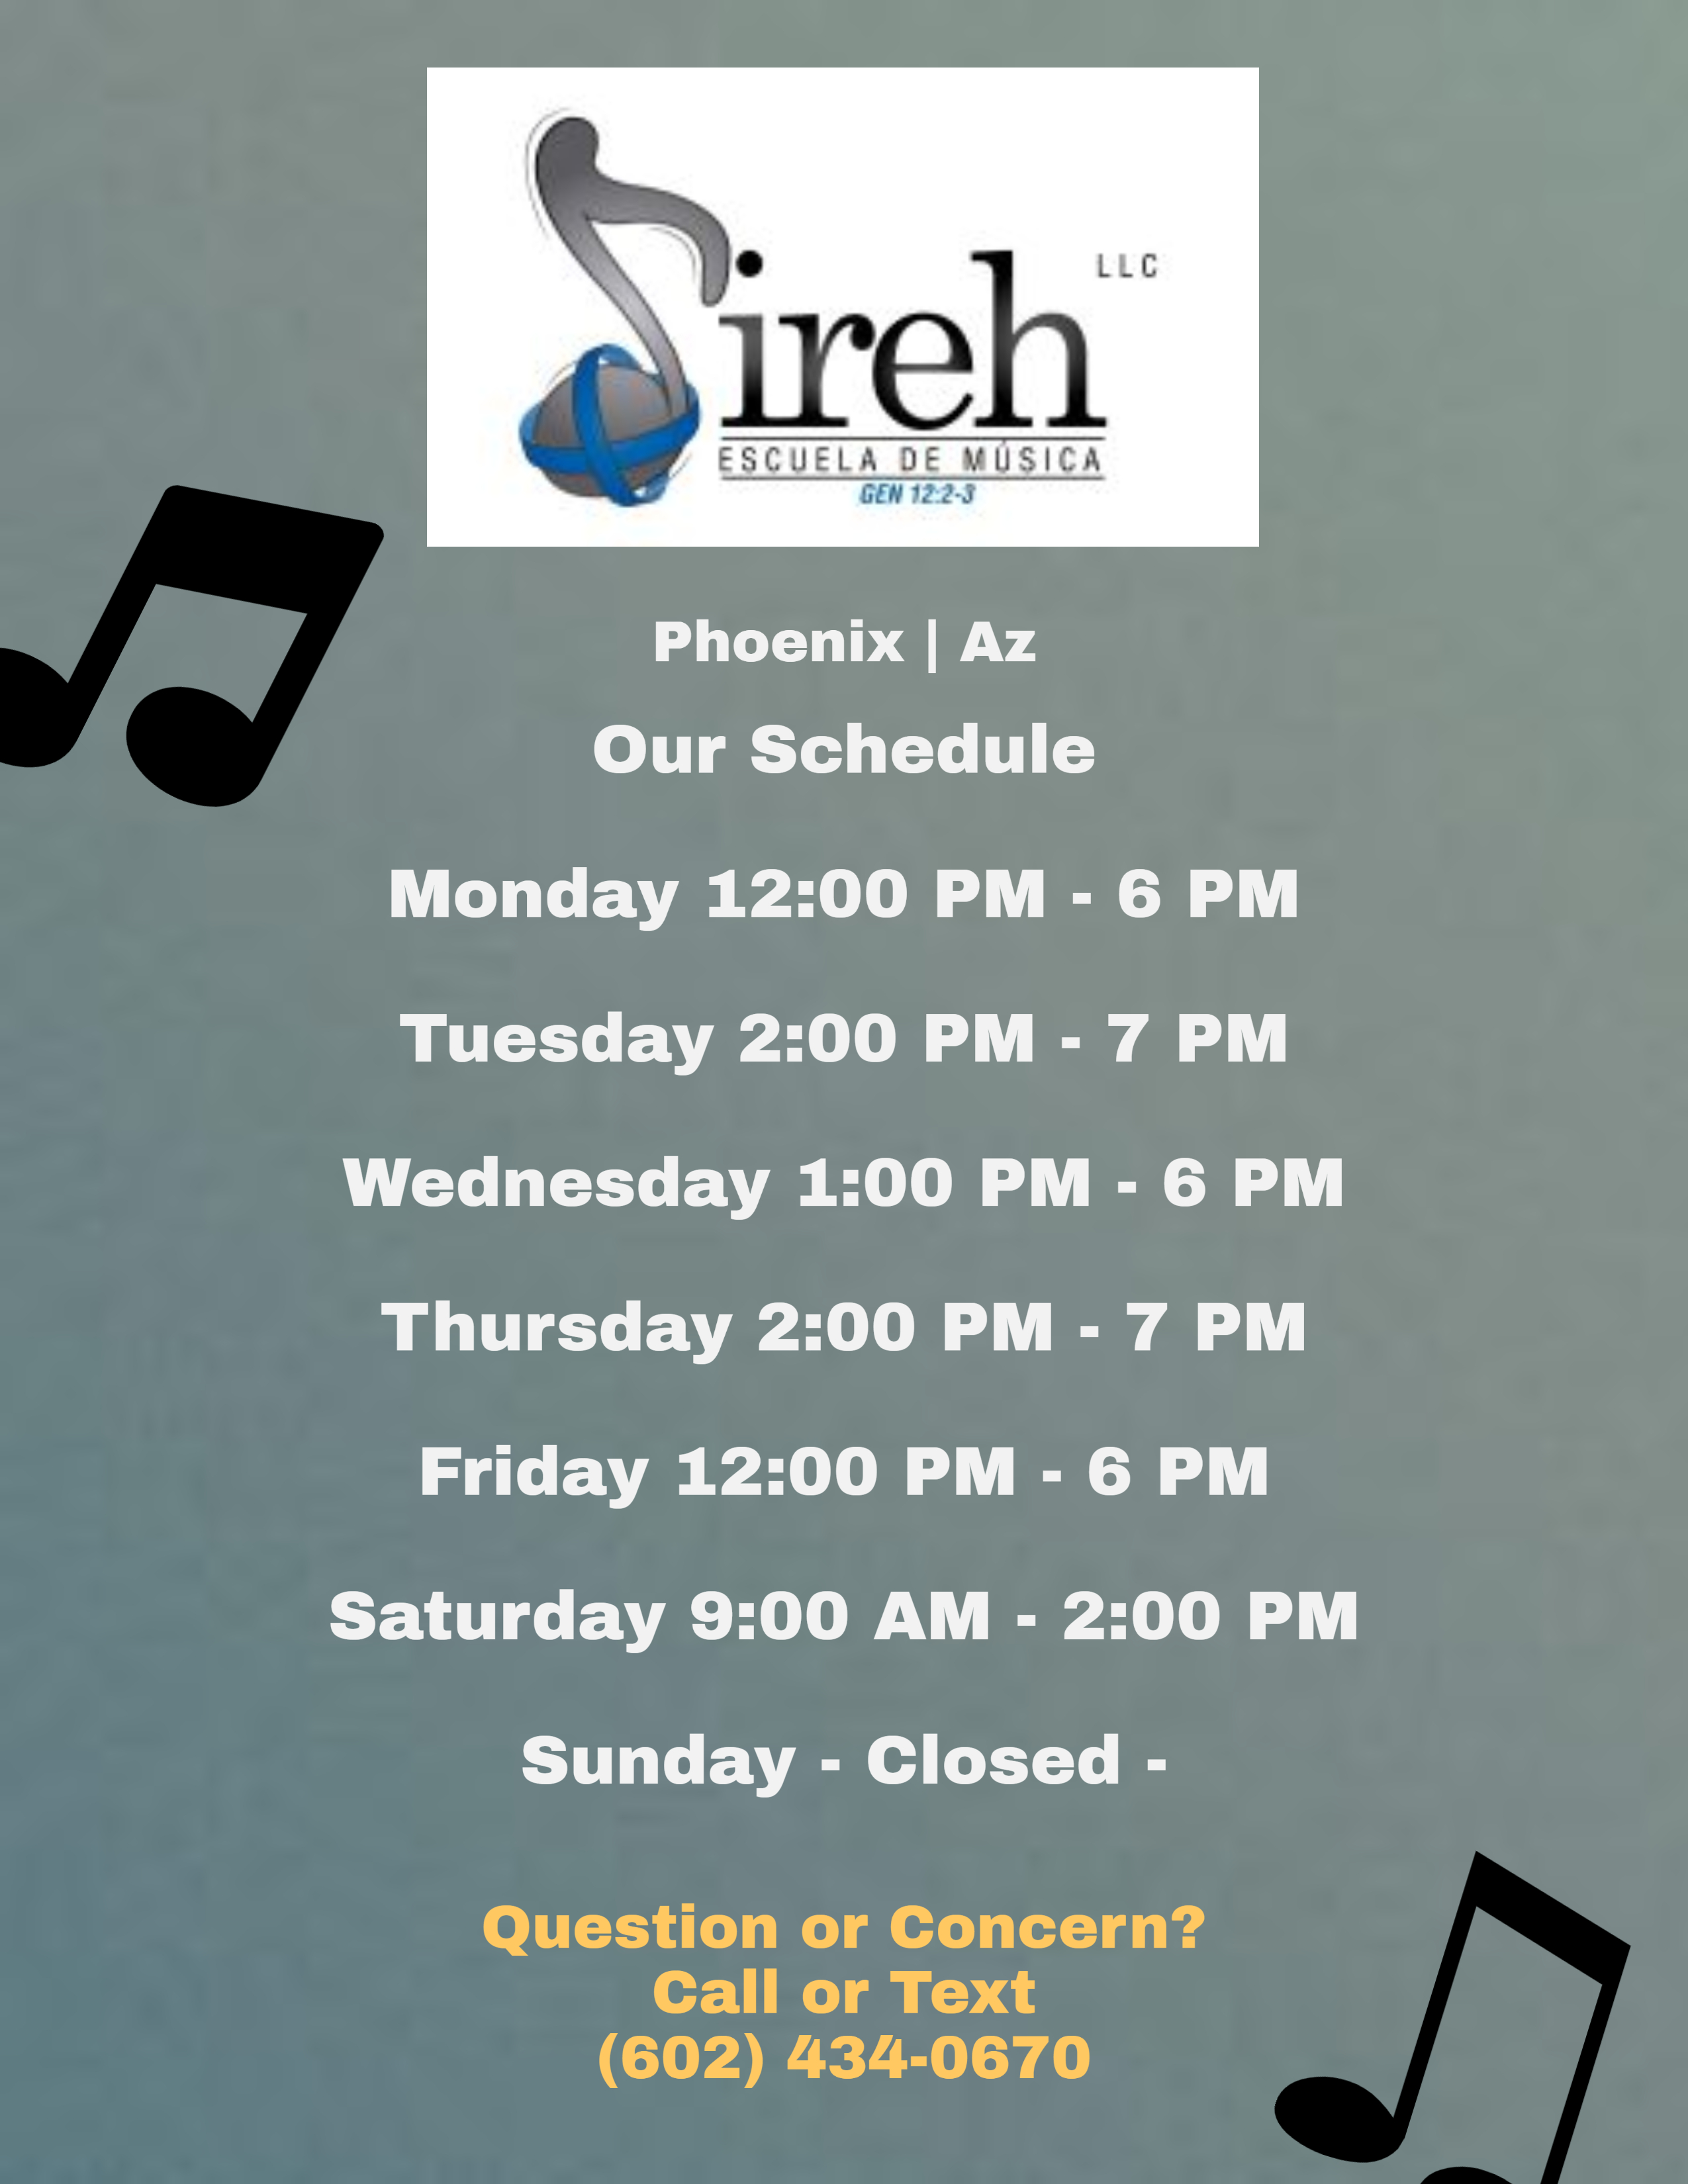 Jireh
LLC
ESCUELA DE MÚSICA
GEN 12:2-3
Phoenix | Az
Our Schedule
Monday 12:00 PM - 6 PM
Tuesday 2:00 PM - 7 PM
Wednesday 1:00 PM - 6 PM
Thursday 2:00 PM - 7 PM
Friday 12:00 PM - 6 PM
Saturday 9:00 AM - 2:00 PM
Sunday - Closed -
Question or Concern?
Call or Text
(602) 434-0670